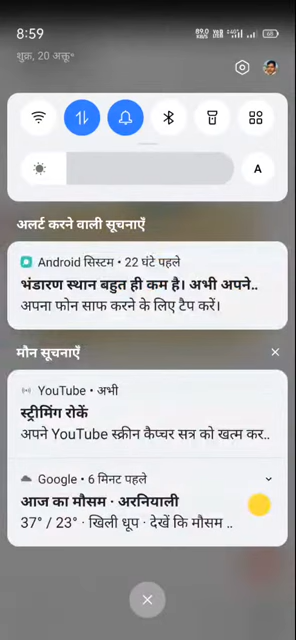 8:59
शुक्र, 20 अक्तू॰
A
अलर्ट करने वाली सूचनाएँ
Android सिस्टम • 22 घंटे पहले
भंडारण स्थान बहुत ही कम है। अभी अपने..
अपना फोन साफ करने के लिए टैप करें।
मौन सूचनाएँ
YouTube • अभी
स्ट्रीमिंग रोकें
अपने YouTube स्क्रीन कैप्चर सत्र को खत्म कर..
Google • 6 मिनट पहले
आज का मौसम · अरनियाली
37° / 23° · खिली धूप · देखें कि मौसम ..